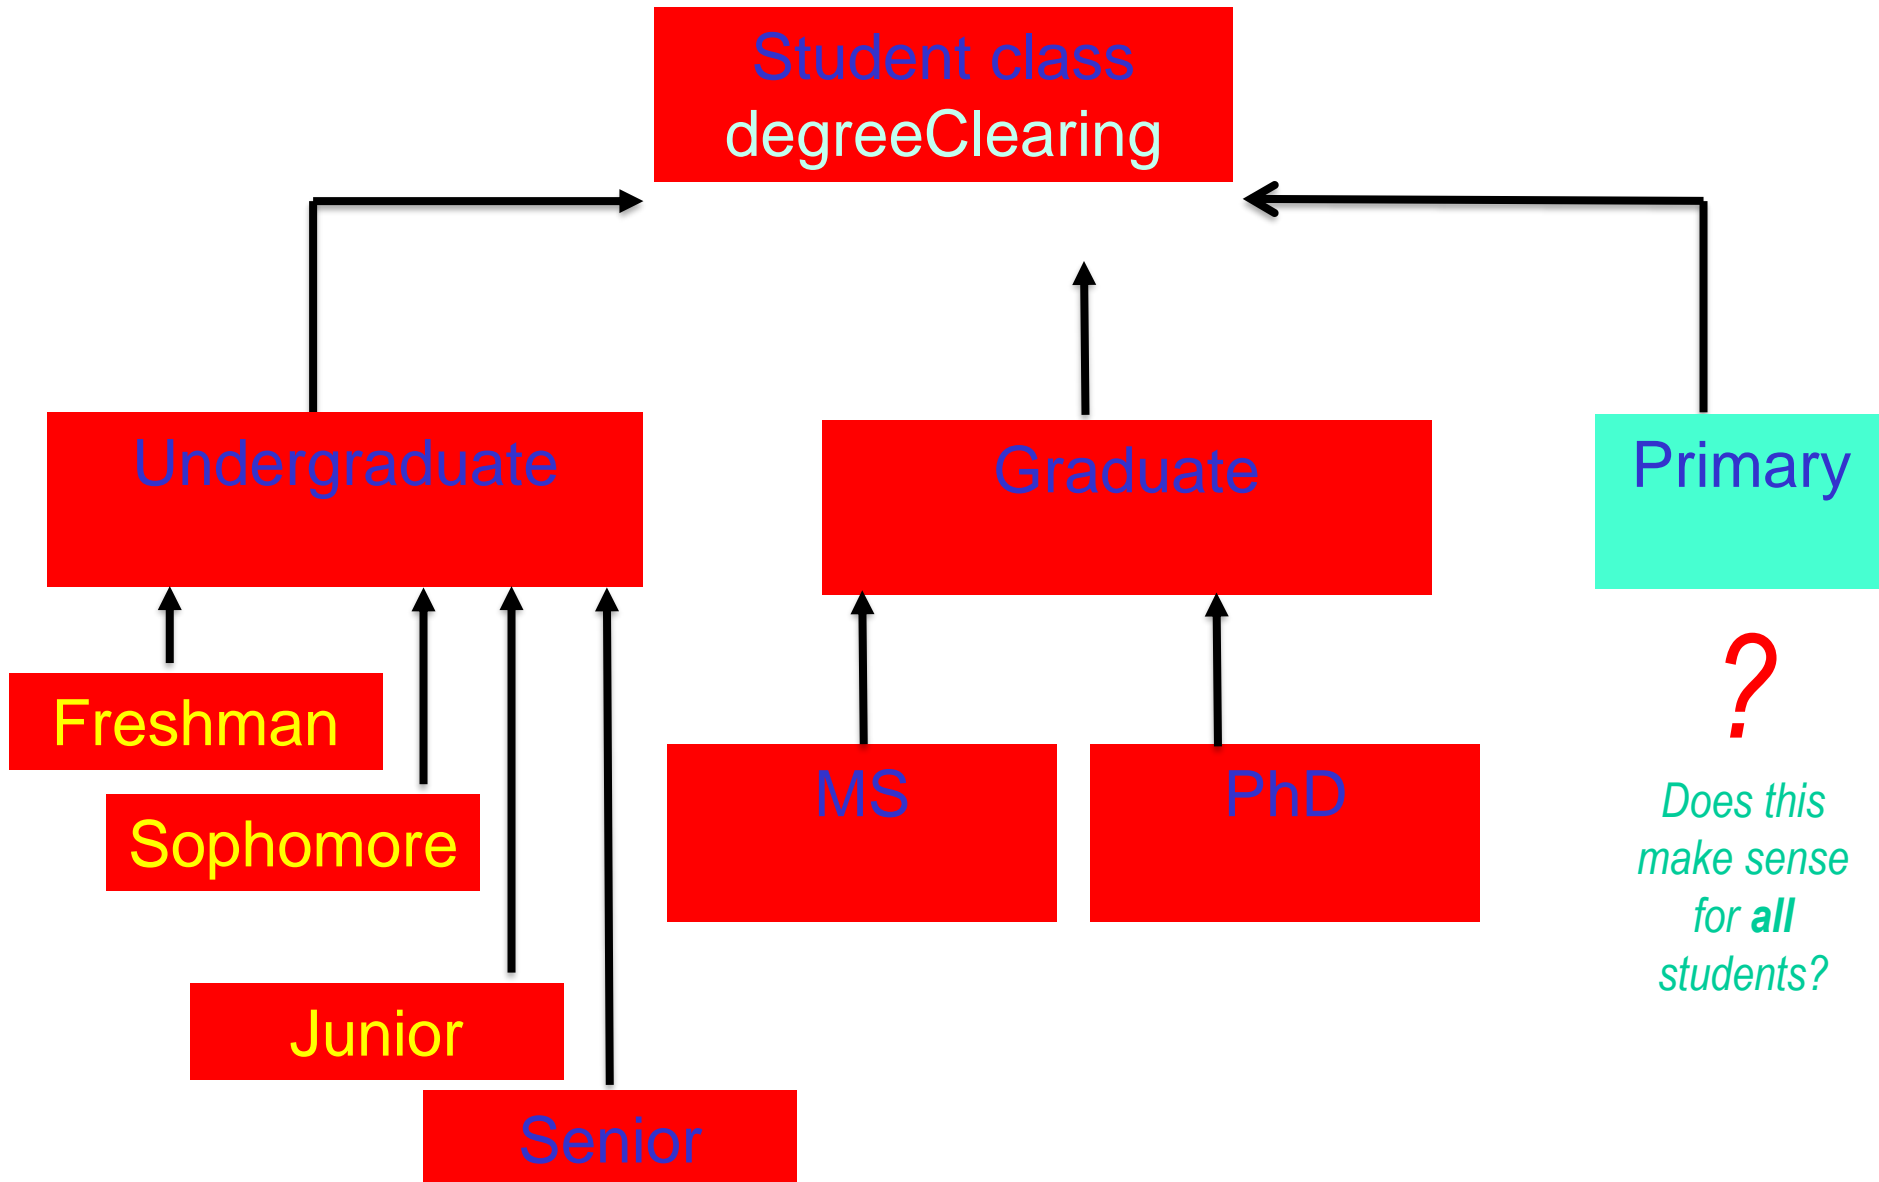 Student class
degreeClearing
Undergraduate
Graduate
Primary
Freshman
Sophomore
Junior
Senior
MS
PhD
?
Does this
make sense
for all
students?